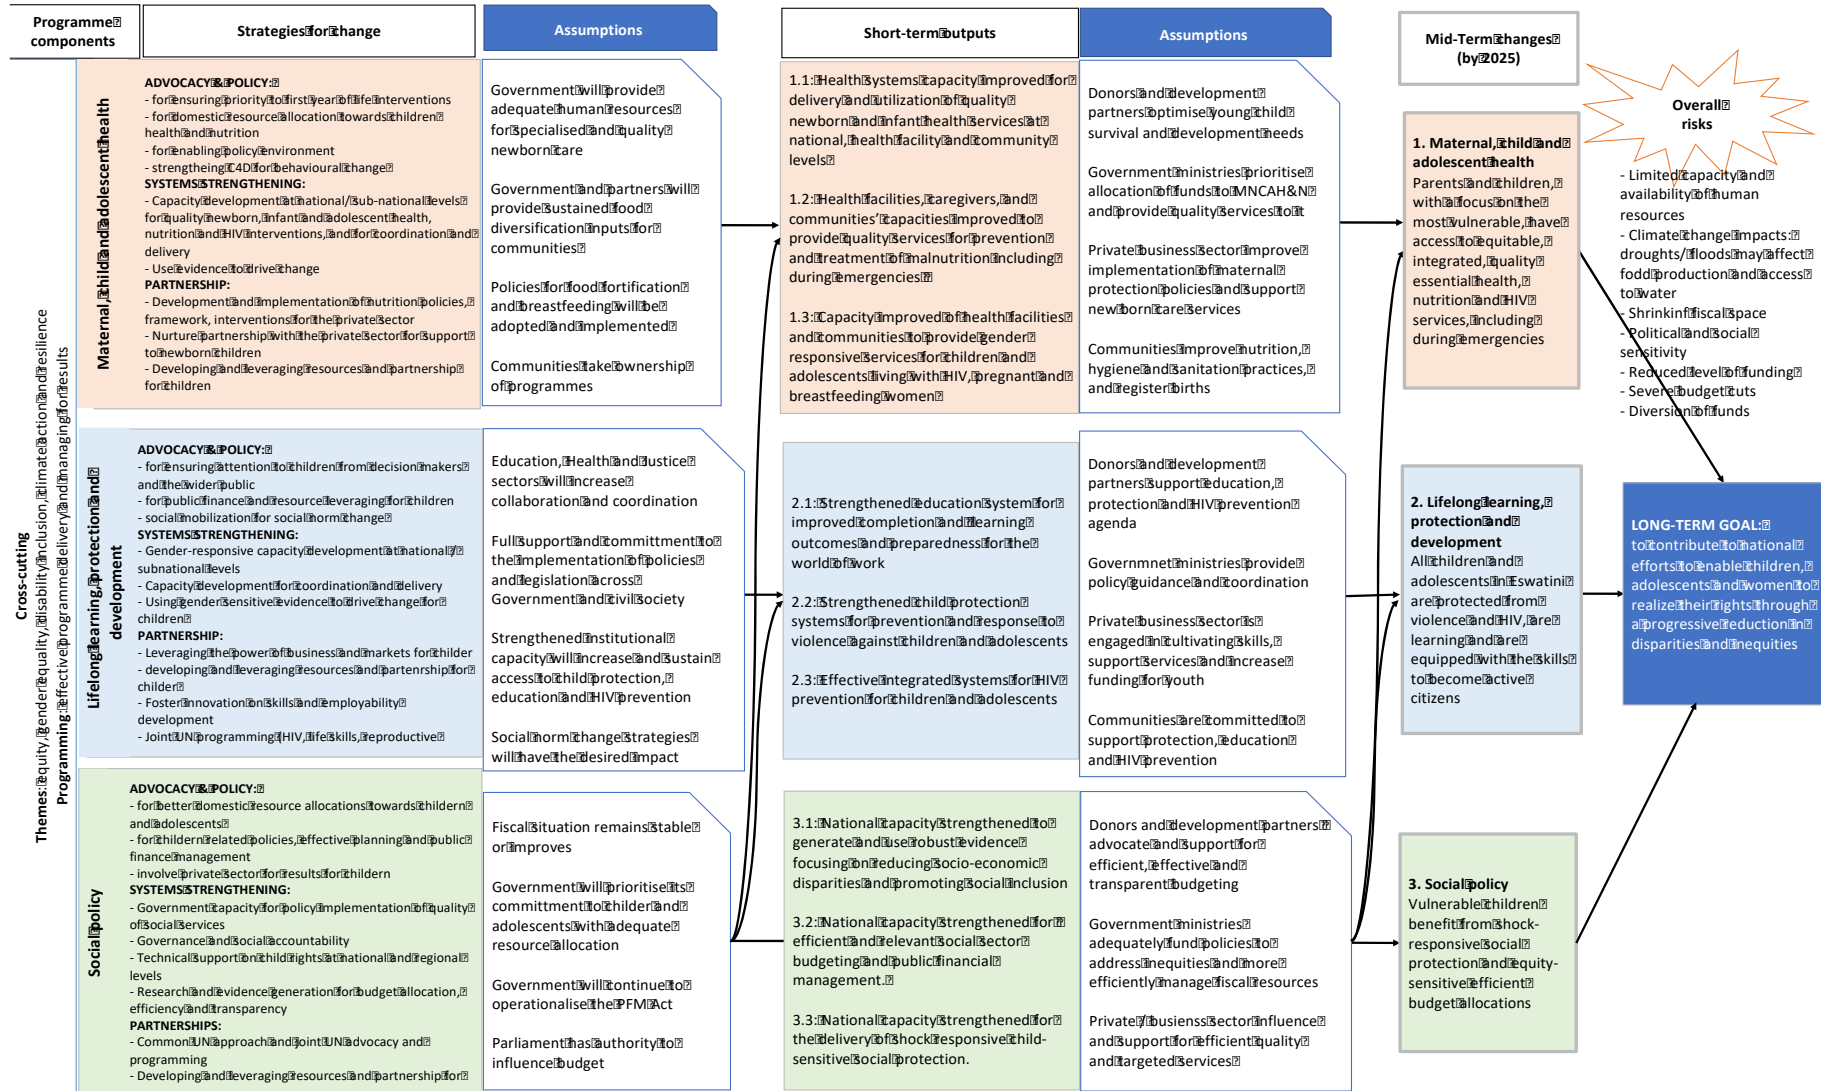 Programme
components
Strategies for change
Assumptions
Short-term outputs
Assumptions
Mid-Term changes
(by 2025)
Overall
risks
Cross-cutting
Themes: equity, gender equality, disability inclusion, climate action and resilience
Programming: effective programme delivery and managing for results
Maternal, child and adolescent health
ADVOCACY & POLICY:
- for ensuring priority to first year of life interventions
- for domestic resource allocation towards children
health and nutrition
- for enabling policy environment
- strengtheing C4D for behavioural change
SYSTEMS STRENGTHENING:
- Capacity development at national/ sub-national levels
for quality newborn, infant and adolescent health,
nutrition and HIV interventions, and for coordination and
delivery
- Use evidence to drive change
PARTNERSHIP:
- Development and implementation of nutrition policies,
framework, interventions for the private sector
- Nurture partnership with the private sector for support
to newborn children
- Developing and leveraging resources and partnership
for children
Government will provide
adequate human resources
for specialised and quality
newborn care
Government and partners will
provide sustained food
diversification inputs for
communities
Policies for food fortification
and breastfeeding will be
adopted and implemented
Communities take ownership
of programmes
1.1: Health systems capacity improved for
delivery and utilization of quality
newborn and infant health services at
national, health facility and community
levels
1.2: Health facilities, caregivers, and
communities' capacities improved to
provide quality services for prevention
and treatment of malnutrition including
during emergencies
1.3: Capacity improved of health facilities
and communities to provide gender
responsive services for children and
adolescents living with HIV, pregnant and
breastfeeding women
Donors and development
partners optimise young child
survival and development needs
Government ministries prioritise
allocation of funds to MNCAH&N
and provide quality services to it
Private business sector improve
implementation of maternal
protection policies and support
new born care services
Communities improve nutrition,
hygiene and sanitation practices,
and register births
1. Maternal, child and
adolescent health
Parents and children,
with a focus on the
most vulnerable, have
access to equitable,
integrated, quality
essential health,
nutrition and HIV
services, including
during emergencies
- Limited capacity and
availability of human
resources
- Climate change impacts:
droughts/ floods may affect
fodd production and access
to water
- Shrinkinf fiscal space
- Political and social
sensitivity
- Reduced level of funding
- Severe budget cuts
- Diversion of funds
Lifelong learning, protection and
development
ADVOCACY & POLICY:
- for ensuring attention to children from decision makers
and the wider public
- for public finance and resource leveraging for children
- social mobilization for social norm change
SYSTEMS STRENGTHENING:
- Gender-responsive capacity development at national /
subnational levels
- Capacity development for coordination and delivery
- Using gender sensitive evidence to drive change for
children
PARTNERSHIP:
- Leveraging the power of business and markets for childer
- developing and leveraging resources and partenrship for
childer
- Foster innovation on skills and employability
development
- Joint UN programming (HIV, life skills, reproductive
Education, Health and Justice
sectors will increase
collaboration and coordination
Full support and committment to
the implementation of policies
and legislation across
Government and civil society
Strengthened institutional
capacity will increase and sustain
access to child protection,
education and HIV prevention
Social norm change strategies
will have the desired impact
2.1: Strengthened education system for
improved completion and learning
outcomes and preparedness for the
world of work
2.2: Strengthened child protection
systems for prevention and response to
violence against children and adolescents
2.3: Effective integrated systems for HIV
prevention for children and adolescents
Donors and development
partners support education,
protection and HIV prevention
agenda
Governmnet ministries provide
policy guidance and coordination
Private business sector is
engaged in cultivating skills,
support services and increase
funding for youth
Communities are committed to
support protection, education
and HIV prevention
2. Lifelong learning,
protection and
development
All children and
adolescents in Eswatini
are protected from
violence and HIV, are
learning and are
equipped with the skills
to become active
citizens
LONG-TERM GOAL:
to contribute to national
efforts to enable children,
adolescents and women to
realize their rights through
a progressive reduction in
disparities and inequities
Social policy
ADVOCACY & POLICY:
- for better domestic resource allocations towards childern
and adolescents
- for childern related policies, effective planning and public
finance management
- involve private sector for results for childern
SYSTEMS STRENGTHENING:
- Government capacity for policy implementation of quality
of social services
- Governance and social accountability
- Technical support on child rights at national and regional
levels
- Research and evidence generation for budget allocation,
efficiency and transparency
PARTNERSHIPS:
- Common UN approach and joint UN advocacy and
programming
- Developing and leveraging resources and partnership for
Fiscal situation remains stable
or improves
Government will prioritise its
committment to childer and
adolescents with adequate
resource allocation
Government will continue to
operationalise the PFM Act
Parliament has authority to
influence budget
3.1: National capacity strengthened to
generate and use robust evidence
focusing on reducing socio-economic
disparities and promoting social inclusion
3.2: National capacity strengthened for
efficient and relevant social sector
budgeting and public financial
management.
3.3: National capacity strengthened for
the delivery of shock responsive child-
sensitive social protection.
Donors and development partners
advocate and support for
efficient, effective and
transparent budgeting
Government ministries
adequately fund policies to
address inequities and more
efficiently manage fiscal resources
Private / busienss sector influence
and support for efficient quality
and targeted services
3. Social policy
Vulnerable children
benefit from shock-
responsive social
protection and equity-
sensitive efficient
budget allocations